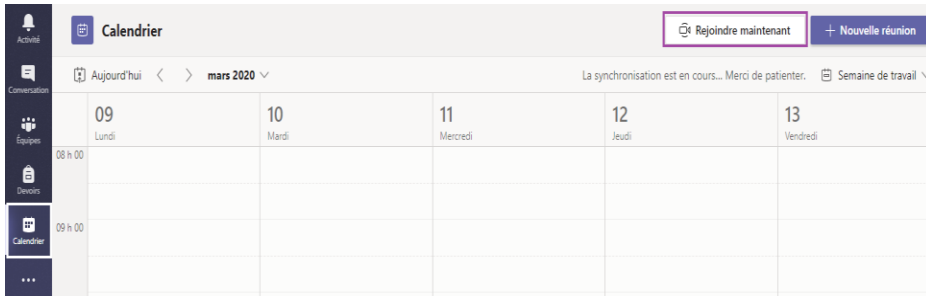 Activité
Conversation
Équipes
Devoirs
Calendrier
Calendrier
Rejoindre maintenant
+ Nouvelle réunion
Aujourd'hui < > mars 2020
La synchronisation est en cours... Merci de patienter.
Semaine de travail
09 10 11 12 13
Lundi Mardi Mercredi Jeudi Vendredi
08 h 00
09 h 00